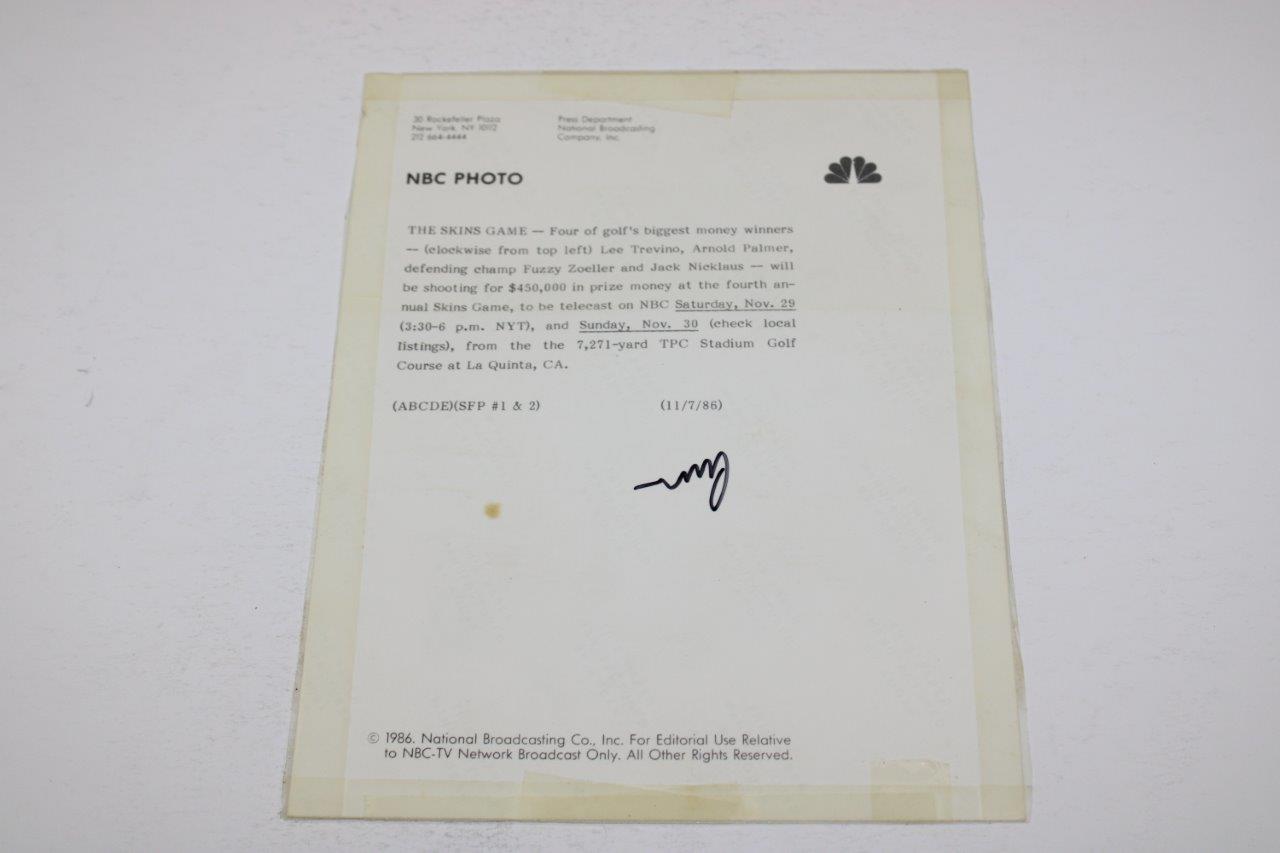 30 Rockefeller Plaza
New York, NY 10112
212 664-4444
Press Department
National Broadcasting
Company, Inc.
NBC PHOTO
THE SKINS GAME — Four of golf's biggest money winners
-- (clockwise from top left) Lee Trevino, Arnold Palmer,
defending champ Fuzzy Zoeller and Jack Nicklaus -- will
be shooting for $450,000 in prize money at the fourth an-
nual Skins Game, to be telecast on NBC Saturday, Nov. 29
(3:30-6 p.m. NYT), and Sunday, Nov. 30 (check local
listings), from the the 7,271-yard TPC Stadium Golf
Course at La Quinta, CA.
(ABCDE)(SFP #1 & 2) (11/7/86)
© 1986. National Broadcasting Co., Inc. For Editorial Use Relative
to NBC-TV Network Broadcast Only. All Other Rights Reserved.